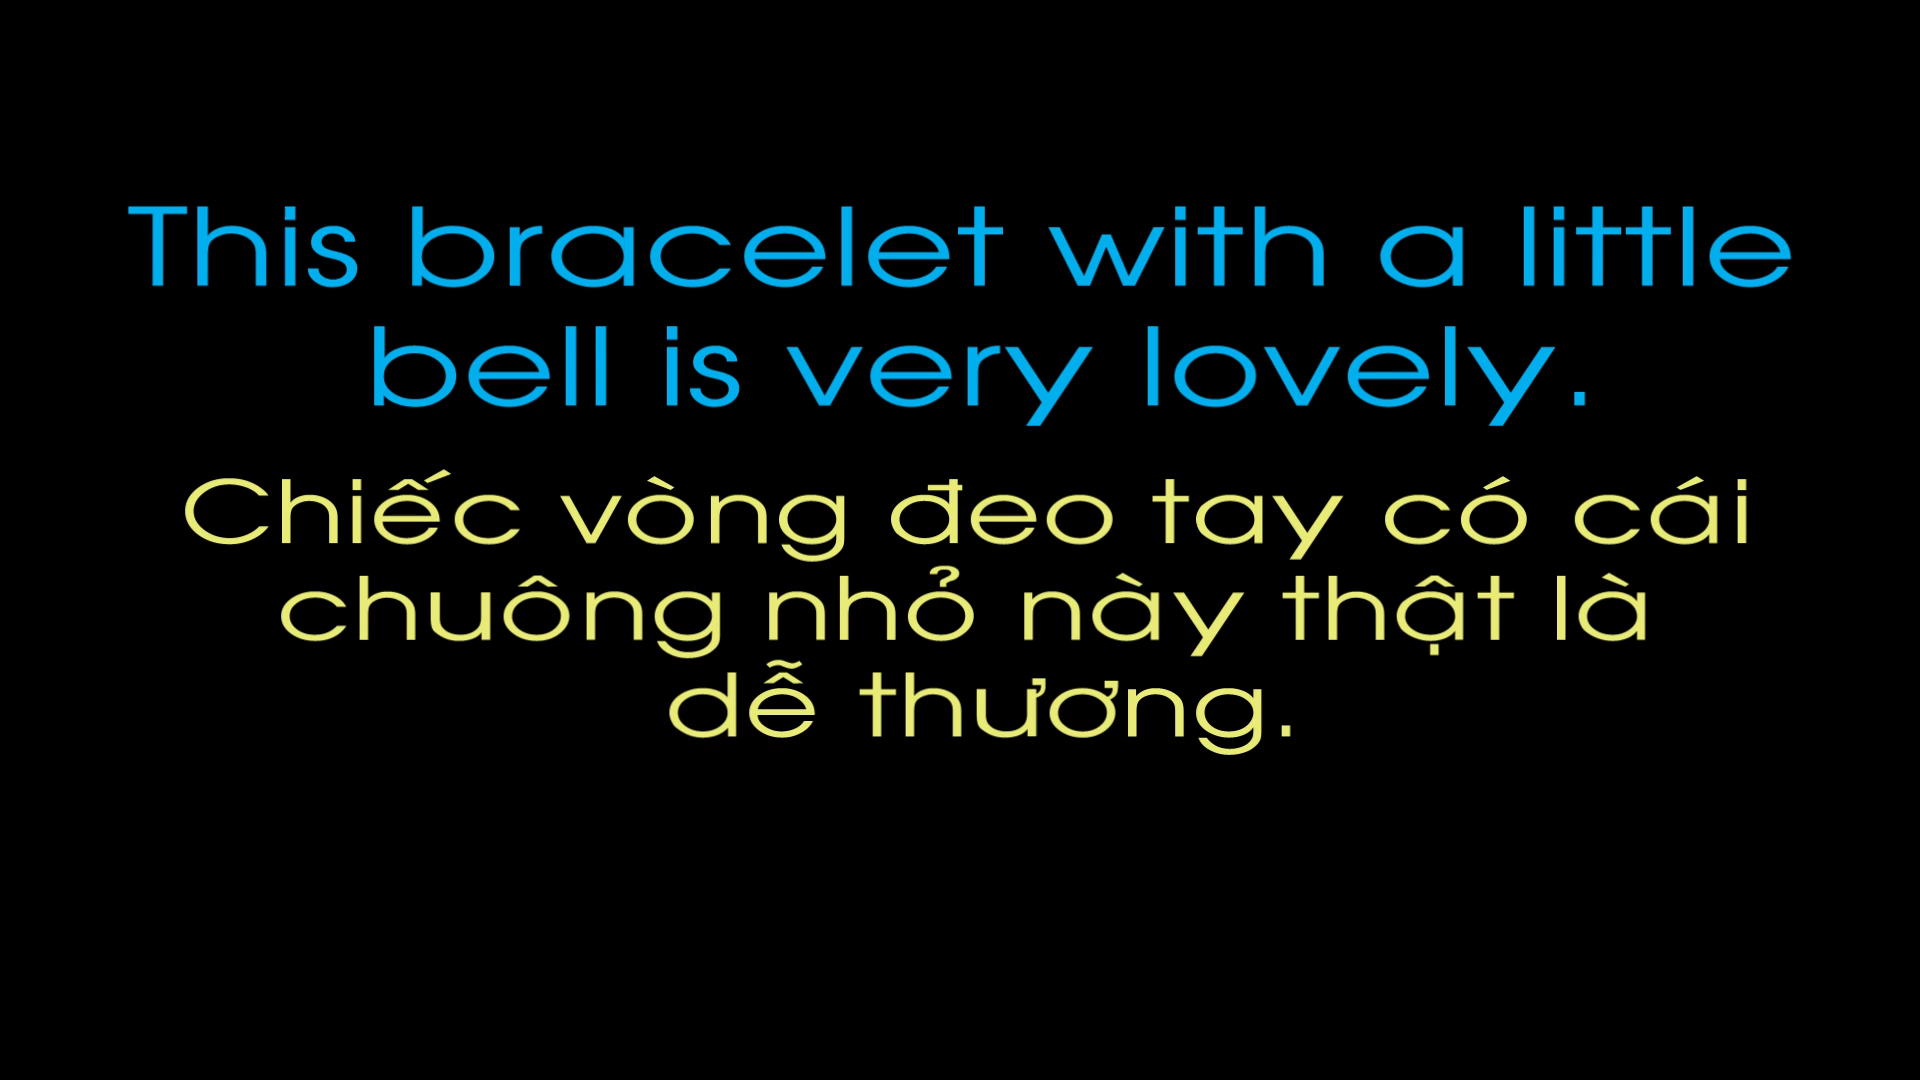 This bracelet with a little
bell is very lovely.
Chiếc vòng đeo tay có cái
chuông nhỏ này thật là
dễ thương.